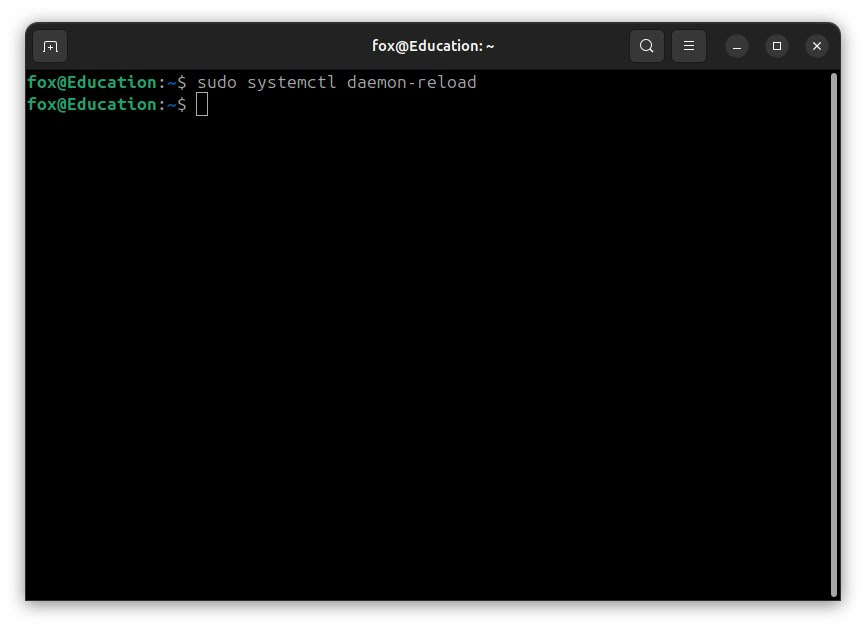 fox@Education: ~
fox@Education:~$ sudo systemctl daemon-reload
fox@Education:~$